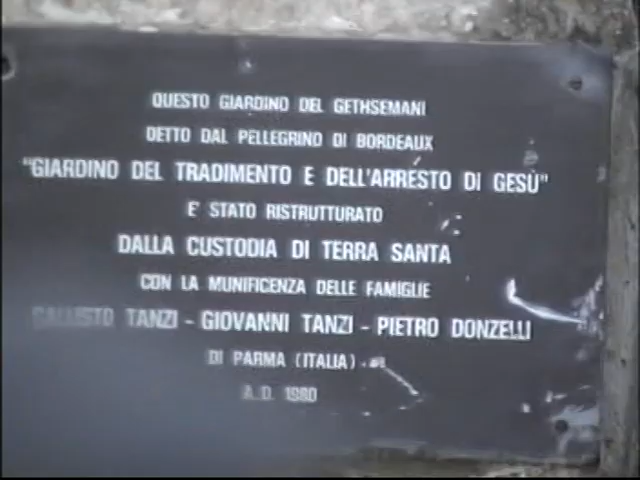 QUESTO GIARDINO DEL GETHSEMANI
DETTO DAL PELLEGRINO DI BORDEAUX
"GIARDINO DEL TRADIMENTO E DELL'ARRESTO DI GESÙ"
E' STATO RISTRUTTURATO
DALLA CUSTODIA DI TERRA SANTA
CON LA MUNIFICENZA DELLE FAMIGLIE
CALLISTO TANZI - GIOVANNI TANZI - PIETRO DONZELLI
DI PARMA (ITALIA).
A.D. 1980